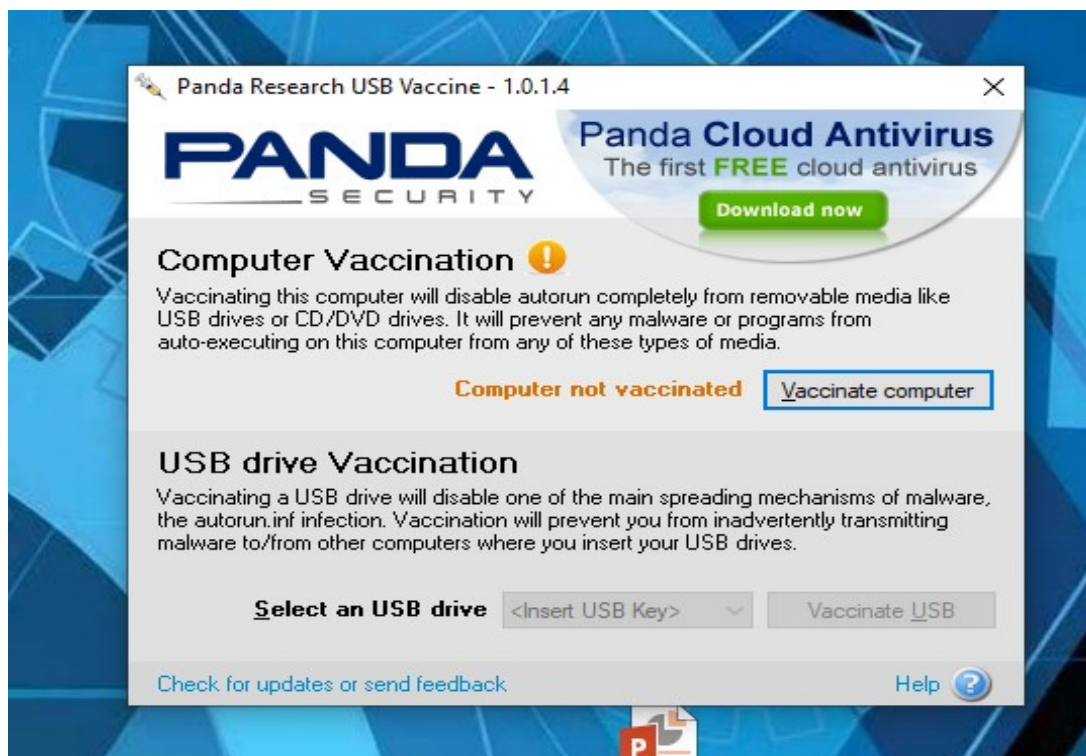 Panda Research USB Vaccine - 1.0.1.4
PANDA
SECURITY
Panda Cloud Antivirus
The first FREE cloud antivirus
Download now
Computer Vaccination
Vaccinating this computer will disable autorun completely from removable media like
USB drives or CD/DVD drives. It will prevent any malware or programs from
auto-executing on this computer from any of these types of media.
Computer not vaccinated
Vaccinate computer
USB drive Vaccination
Vaccinating a USB drive will disable one of the main spreading mechanisms of malware,
the autorun.inf infection. Vaccination will prevent you from inadvertently transmitting
malware to/from other computers where you insert your USB drives.
Select an USB drive
<Insert USB Key>
Vaccinate USB
Check for updates or send feedback
Help ?
P